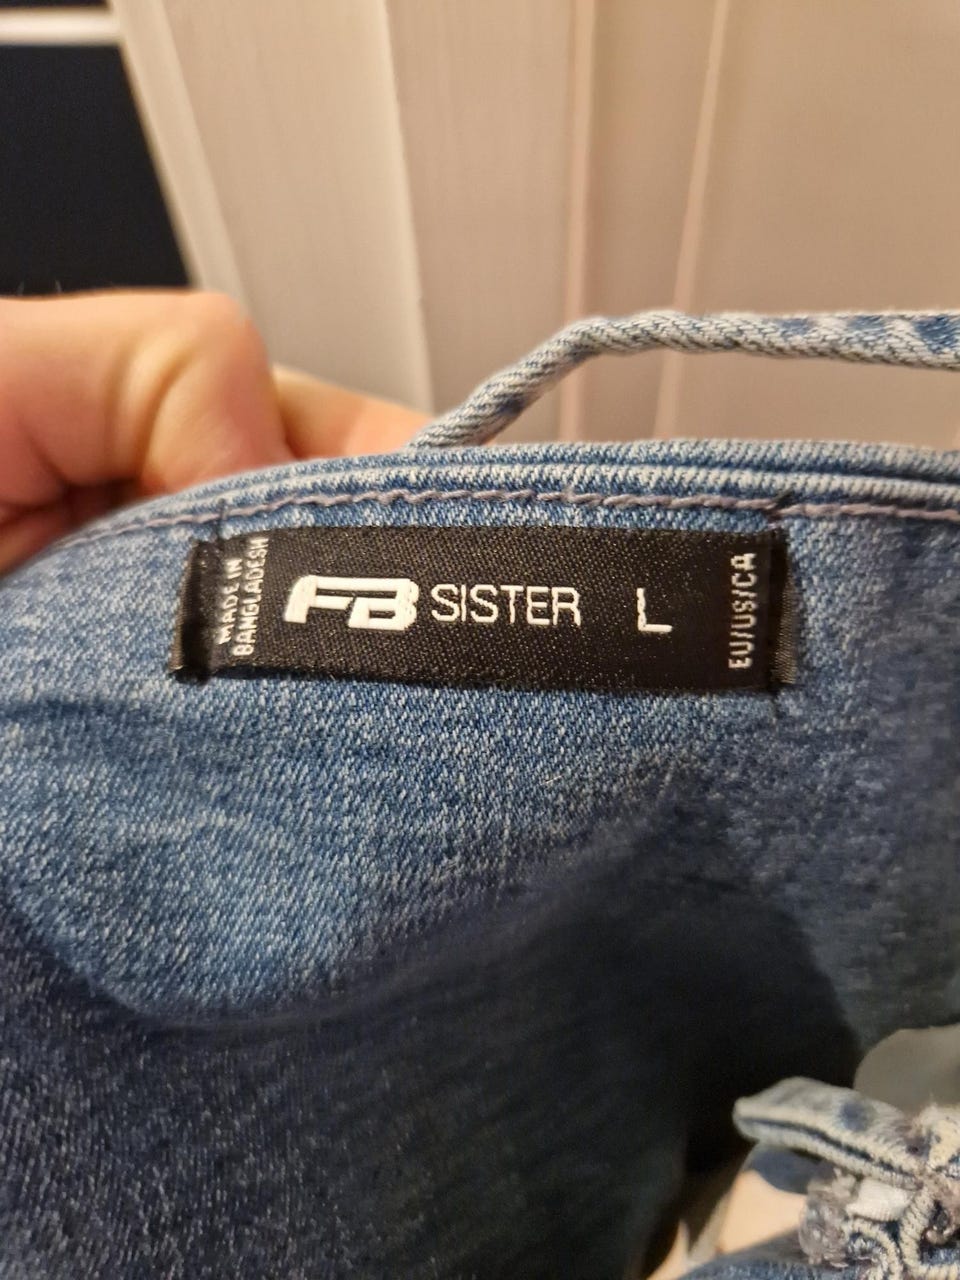 MADE IN
BANGLADESH
FB SISTER L
EU/US/CA